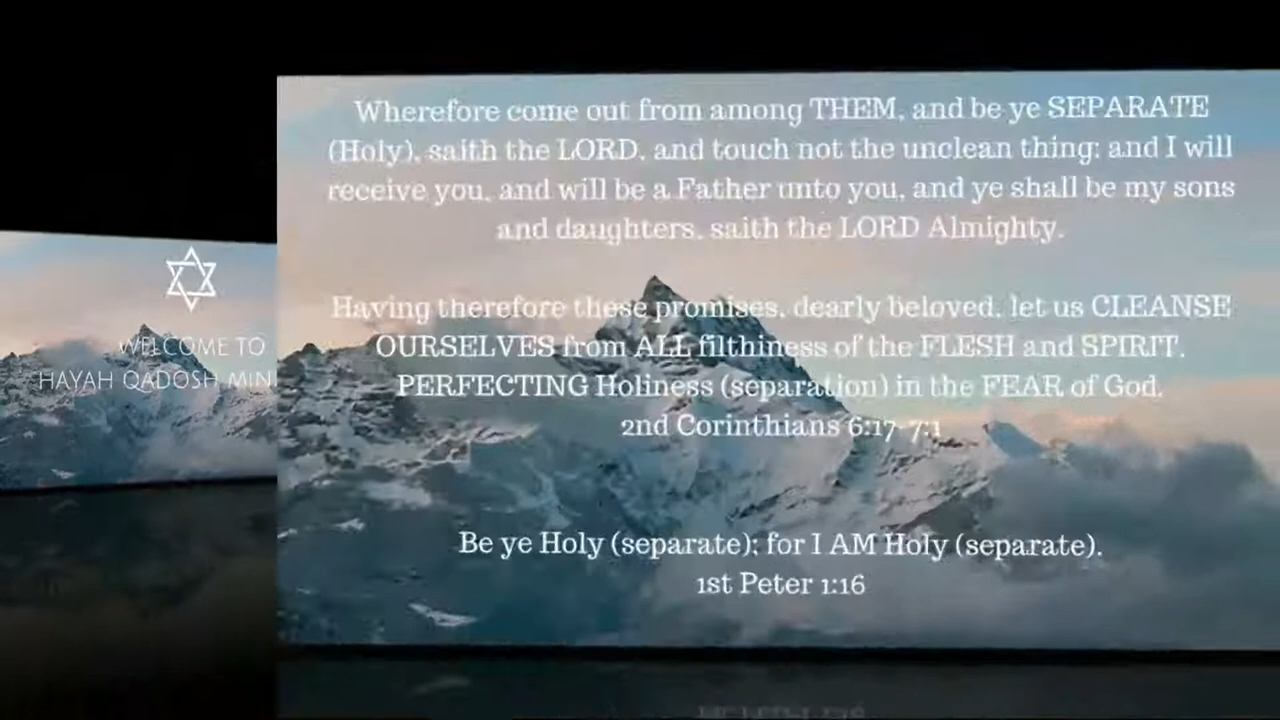 WELCOME TO
HAYAH QADOSH MIN
Wherefore come out from among THEM, and be ye SEPARATE
(Holy), saith the LORD, and touch not the unclean thing; and I will
receive you, and will be a Father unto you, and ye shall be my sons
and daughters, saith the LORD Almighty.
Having therefore these promises, dearly beloved, let us CLEANSE
OURSELVES from ALL filthiness of the FLESH and SPIRIT,
PERFECTING Holiness (separation) in the FEAR of God.
2nd Corinthians 6:17-7:1
Be ye Holy (separate); for I AM Holy (separate).
1st Peter 1:16